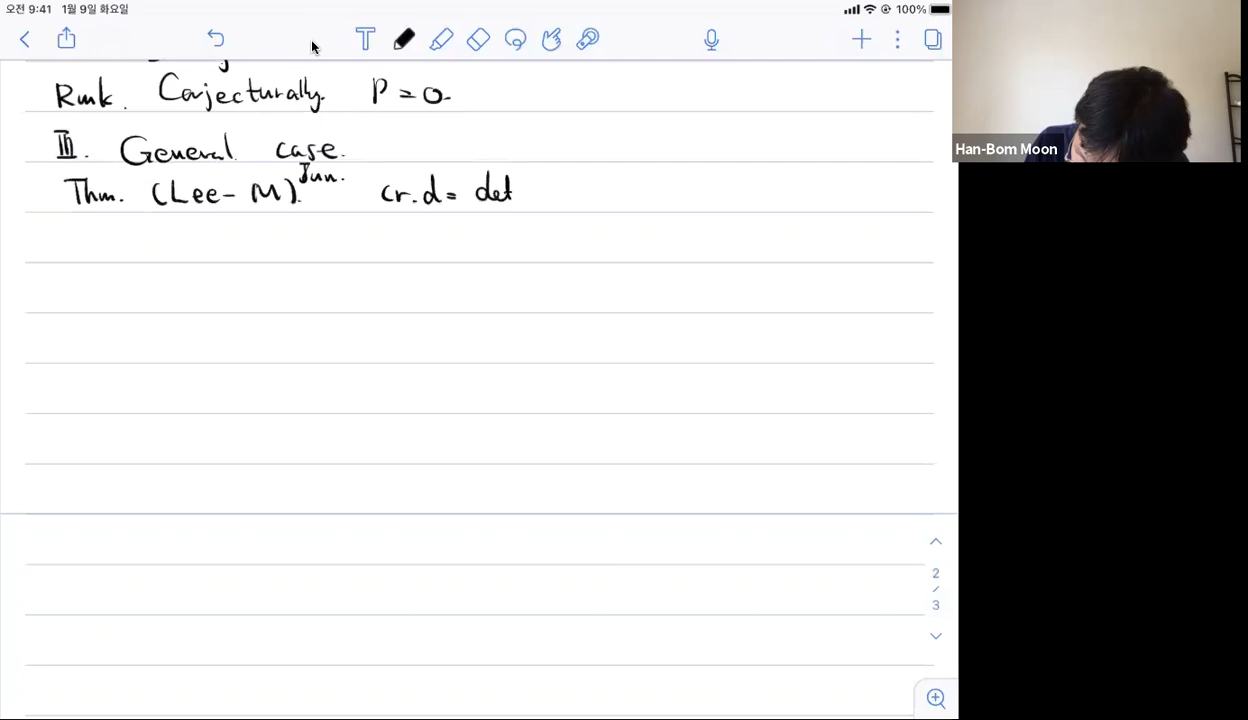 오전 9:41 1월 9일 화요일
100%
T
Rmk. Conjecturally. P = 0.
Ⅲ. General case.
Jun.
Thm. (Lee - M). cr.d = det
Han-Bom Moon
2
/
3